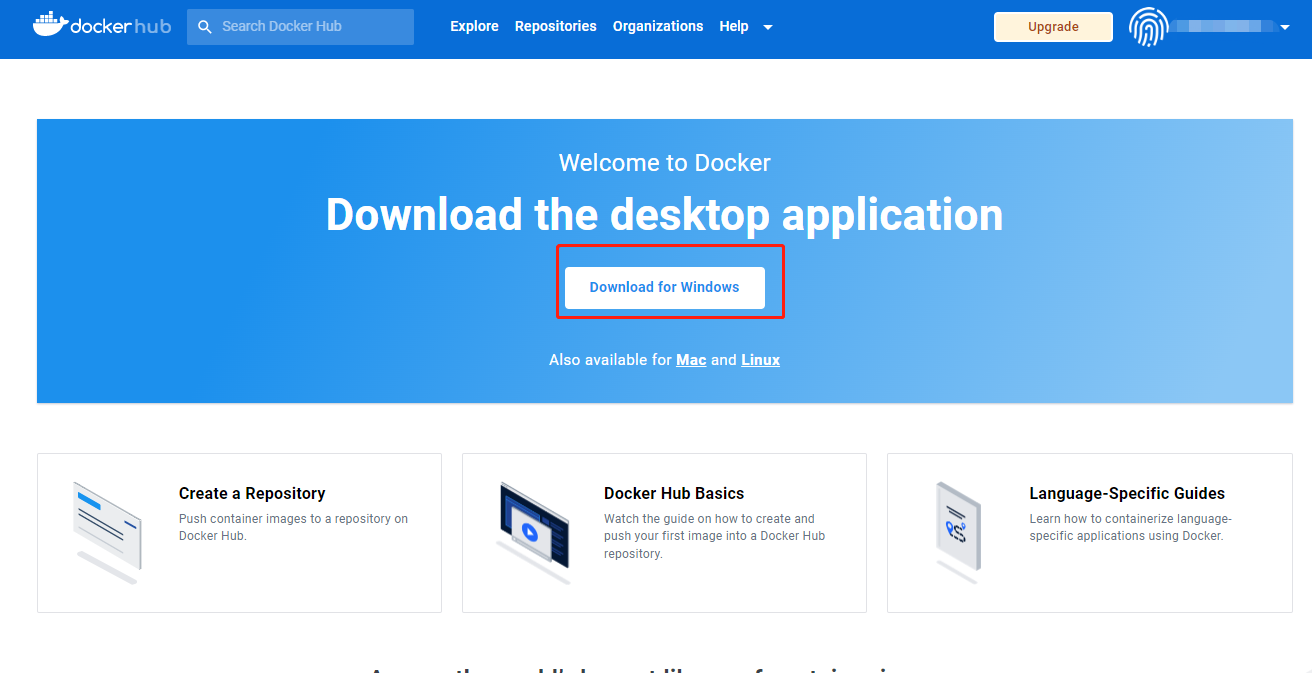 dockerhub
Search Docker Hub
Explore Repositories Organizations Help
Upgrade
Welcome to Docker
Download the desktop application
Download for Windows
Also available for Mac and Linux
Create a Repository
Push container images to a repository on
Docker Hub.
Docker Hub Basics
Watch the guide on how to create and
push your first image into a Docker Hub
repository.
Language-Specific Guides
Learn how to containerize language-
specific applications using Docker.